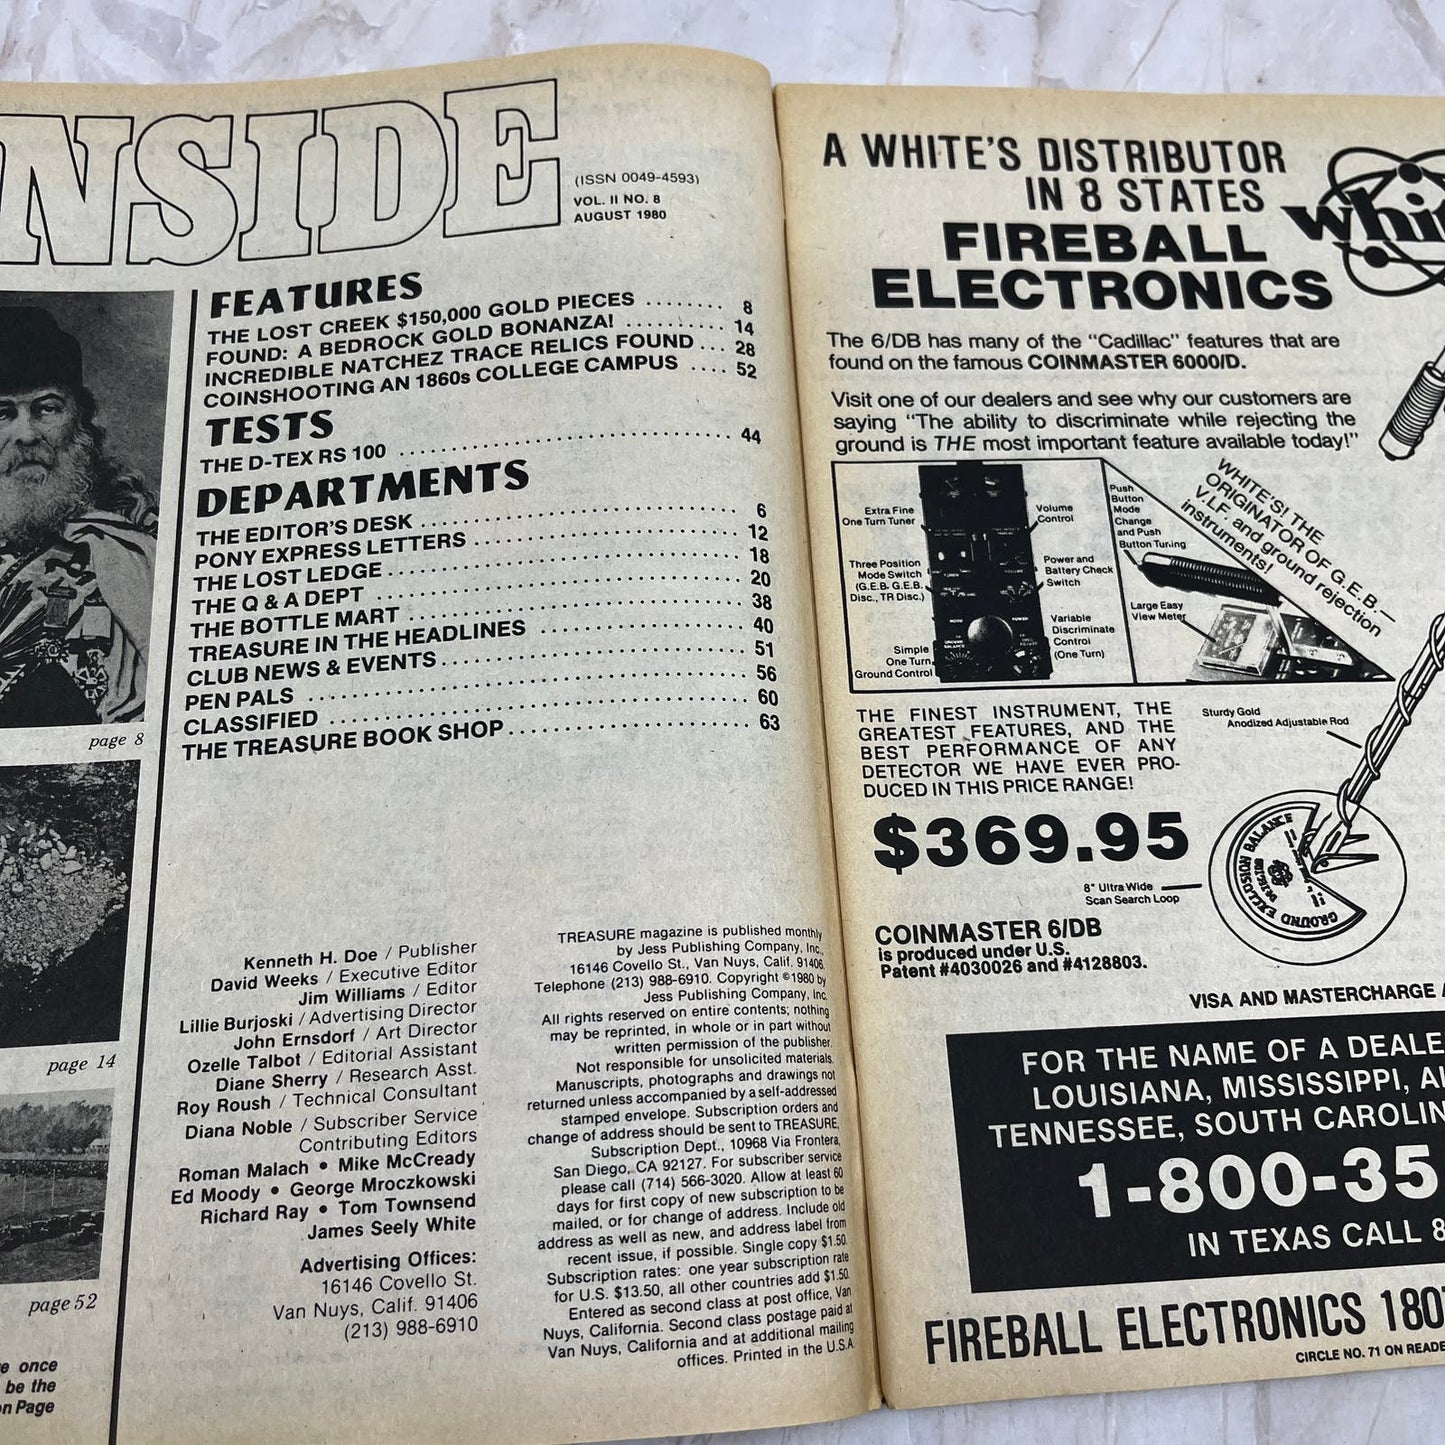 INSIDE
(ISSN 0049-4593)
VOL. II NO. 8
AUGUST 1980
FEATURES
THE LOST CREEK $150,000 GOLD PIECES ........ 8
FOUND: A BEDROCK GOLD BONANZA! .......... 14
INCREDIBLE NATCHEZ TRACE RELICS FOUND ... 28
COINSHOOTING AN 1860s COLLEGE CAMPUS .... 52
TESTS
THE D-TEX RS 100 .......... 44
DEPARTMENTS
THE EDITOR'S DESK .......... 6
PONY EXPRESS LETTERS .......... 12
THE LOST LEDGE .......... 18
THE Q & A DEPT .......... 20
THE BOTTLE MART .......... 38
TREASURE IN THE HEADLINES .......... 40
CLUB NEWS & EVENTS .......... 51
PEN PALS .......... 56
CLASSIFIED .......... 60
THE TREASURE BOOK SHOP .......... 63
page 8
page 14
page 52
e once
be the
n Page
Kenneth H. Doe / Publisher
David Weeks / Executive Editor
Jim Williams / Editor
Lillie Burjoski / Advertising Director
John Ernsdorf / Art Director
Ozelle Talbot / Editorial Assistant
Diane Sherry / Research Asst.
Roy Roush / Technical Consultant
Diana Noble / Subscriber Service
Contributing Editors
Roman Malach • Mike McCready
Ed Moody • George Mroczkowski
Richard Ray • Tom Townsend
James Seely White
Advertising Offices:
16146 Covello St.
Van Nuys, Calif. 91406
(213) 988-6910
TREASURE magazine is published monthly
by Jess Publishing Company, Inc.,
16146 Covello St., Van Nuys, Calif. 91406.
Telephone (213) 988-6910. Copyright ©1980 by
Jess Publishing Company, Inc.
All rights reserved on entire contents; nothing
may be reprinted, in whole or in part without
written permission of the publisher.
Not responsible for unsolicited materials.
Manuscripts, photographs and drawings not
returned unless accompanied by a self-addressed
stamped envelope. Subscription orders and
change of address should be sent to TREASURE,
Subscription Dept., 10968 Via Frontera,
San Diego, CA 92127. For subscriber service
please call (714) 566-3020. Allow at least 60
days for first copy of new subscription to be
mailed, or for change of address. Include old
address as well as new, and address label from
recent issue, if possible. Single copy $1.50.
Subscription rates: one year subscription rate
for U.S. $13.50, all other countries add $1.50.
Entered as second class at post office, Van
Nuys, California. Second class postage paid at
Van Nuys, California and at additional mailing
offices. Printed in the U.S.A.
A WHITE'S DISTRIBUTOR
IN 8 STATES
FIREBALL
ELECTRONICS
whit
The 6/DB has many of the "Cadillac" features that are
found on the famous COINMASTER 6000/D.
Visit one of our dealers and see why our customers are
saying "The ability to discriminate while rejecting the
ground is THE most important feature available today!"
Extra Fine
One Turn Tuner
Three Position
Mode Switch
(G.E.B. G.E.B.
Disc., TR Disc.)
Simple
One Turn
Ground Control
Volume
Control
Power and
Battery Check
Switch
Variable
Discriminate
Control
(One Turn)
Push
Button
Mode
Change
and Push
Button Tuning
Large Easy
View Meter
WHITE'S! THE
ORIGINATOR OF G.E.B.—
V.I.F. and ground rejection
instruments!
THE FINEST INSTRUMENT, THE
GREATEST FEATURES, AND THE
BEST PERFORMANCE OF ANY
DETECTOR WE HAVE EVER PRO-
DUCED IN THIS PRICE RANGE!
Sturdy Gold
Anodized Adjustable Rod
$369.95
8" Ultra Wide
Scan Search Loop
GROUND EXCLUSION BALANCE
COINMASTER 6/DB
is produced under U.S.
Patent #4030026 and #4128803.
VISA AND MASTERCHARGE
FOR THE NAME OF A DEALE
LOUISIANA, MISSISSIPPI, A
TENNESSEE, SOUTH CAROLIN
1-800-35
IN TEXAS CALL 8
FIREBALL ELECTRONICS 180
CIRCLE NO. 71 ON READE